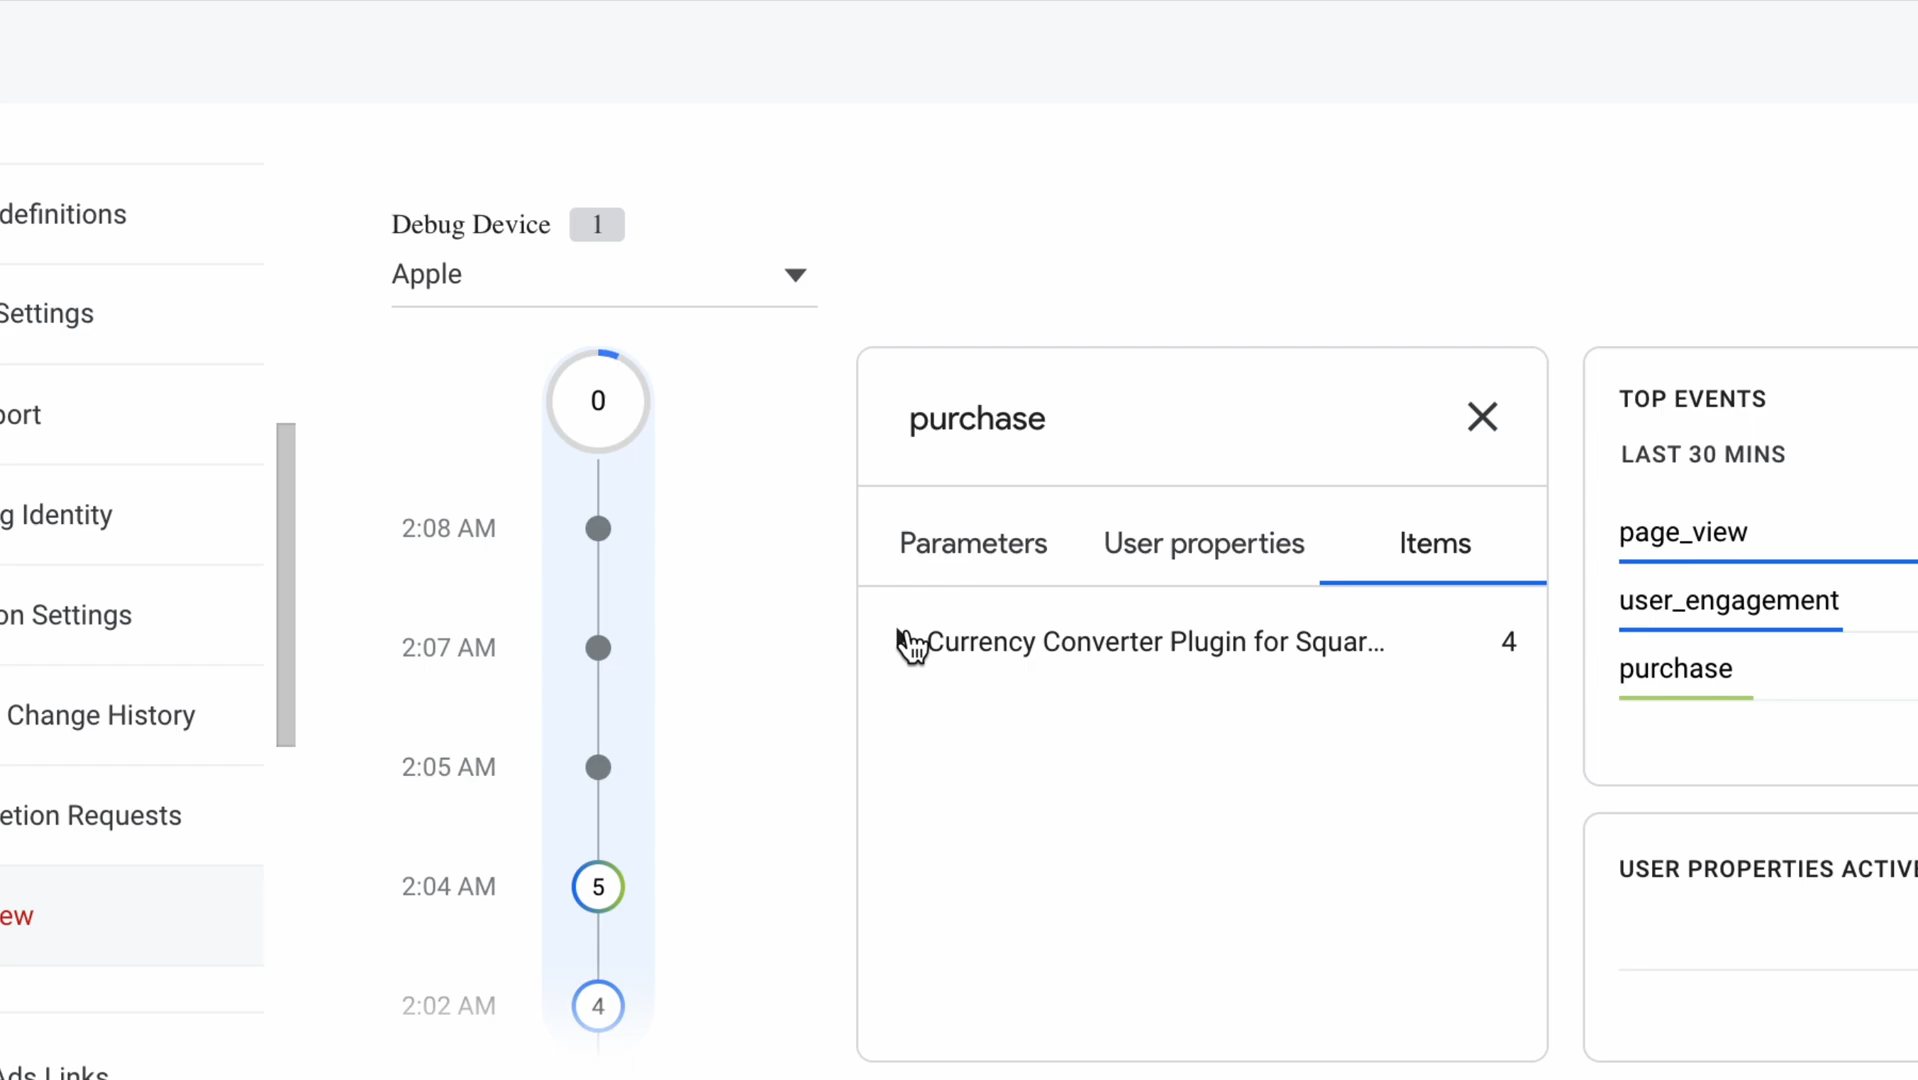 definitions
Settings
port
g Identity
on Settings
Change History
etion Requests
ew
Ads Links
Debug Device 1
Apple
0
2:08 AM
2:07 AM
2:05 AM
2:04 AM 5
2:02 AM 4
purchase
Parameters User properties Items
Currency Converter Plugin for Squar... 4
TOP EVENTS
LAST 30 MINS
page_view
user_engagement
purchase
USER PROPERTIES ACTIVE